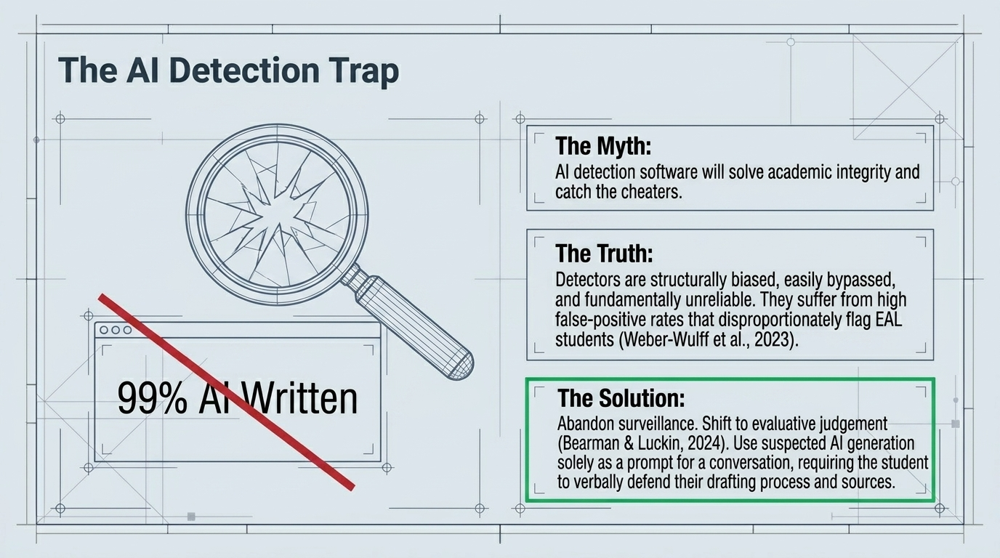 The AI Detection Trap
99% AI Written
The Myth:
AI detection software will solve academic integrity and
catch the cheaters.
The Truth:
Detectors are structurally biased, easily bypassed,
and fundamentally unreliable. They suffer from high
false-positive rates that disproportionately flag EAL
students (Weber-Wulff et al., 2023).
The Solution:
Abandon surveillance. Shift to evaluative judgement
(Bearman & Luckin, 2024). Use suspected AI generation
solely as a prompt for a conversation, requiring the student
to verbally defend their drafting process and sources.